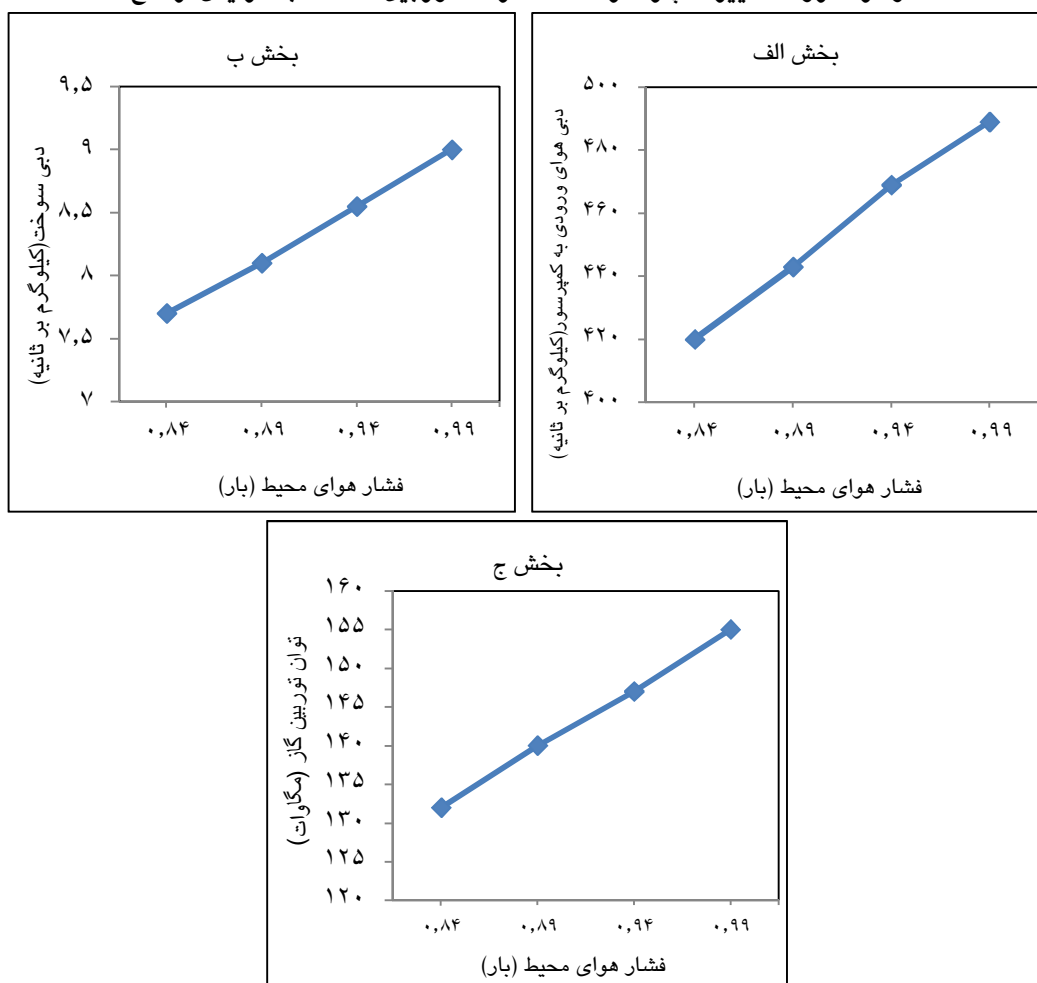 بخش الف
دبی هوای ورودی به کمپرسور(کیلوگرم بر ثانیه)
۵۰۰
۴۸۰
۴۶۰
۴۴۰
۴۲۰
۴۰۰
۰٫۸۴ ۰٫۸۹ ۰٫۹۴ ۰٫۹۹
فشار هوای محیط (بار)
بخش ب
دبی سوخت(کیلوگرم بر ثانیه)
۹٫۵
۹
۸٫۵
۸
۷٫۵
۷
۰٫۸۴ ۰٫۸۹ ۰٫۹۴ ۰٫۹۹
فشار هوای محیط (بار)
بخش ج
توان توربین گاز (مگاوات)
۱۶۰
۱۵۵
۱۵۰
۱۴۵
۱۴۰
۱۳۵
۱۳۰
۱۲۵
۱۲۰
۰٫۸۴ ۰٫۸۹ ۰٫۹۴ ۰٫۹۹
فشار هوای محیط (بار)